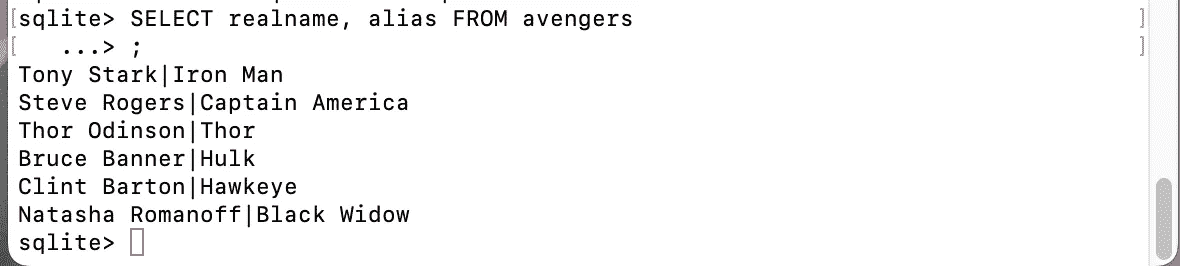 [sqlite> SELECT realname, alias FROM avengers ]
[   ...> ; ]
Tony Stark|Iron Man
Steve Rogers|Captain America
Thor Odinson|Thor
Bruce Banner|Hulk
Clint Barton|Hawkeye
Natasha Romanoff|Black Widow
sqlite>